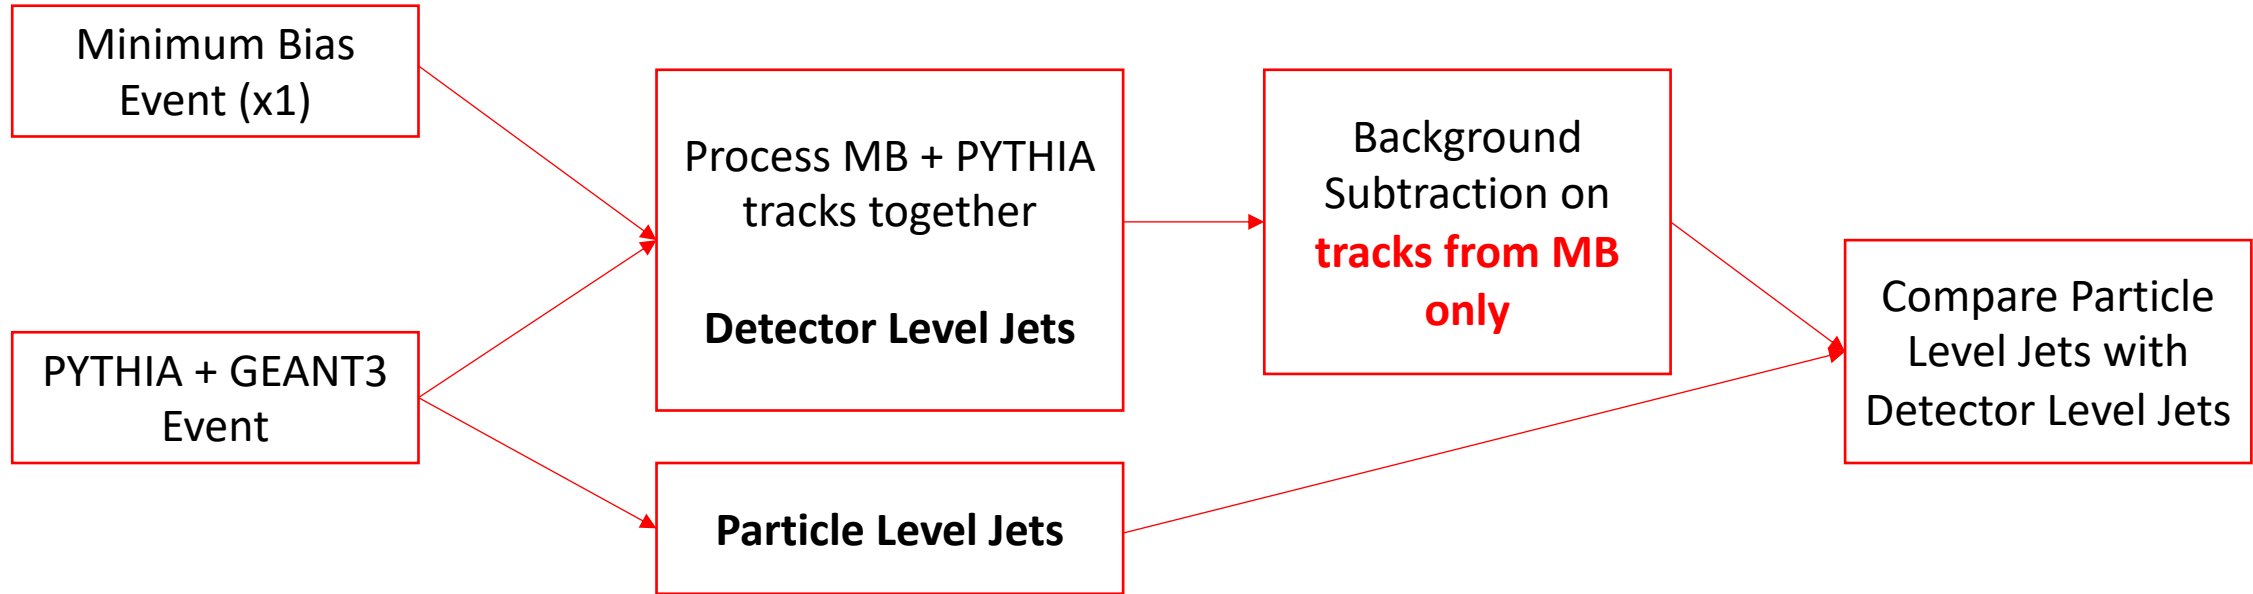 Minimum Bias
Event (x1)
PYTHIA + GEANT3
Event
Process MB + PYTHIA
tracks together
Detector Level Jets
Particle Level Jets
Background
Subtraction on
tracks from MB
only
Compare Particle
Level Jets with
Detector Level Jets